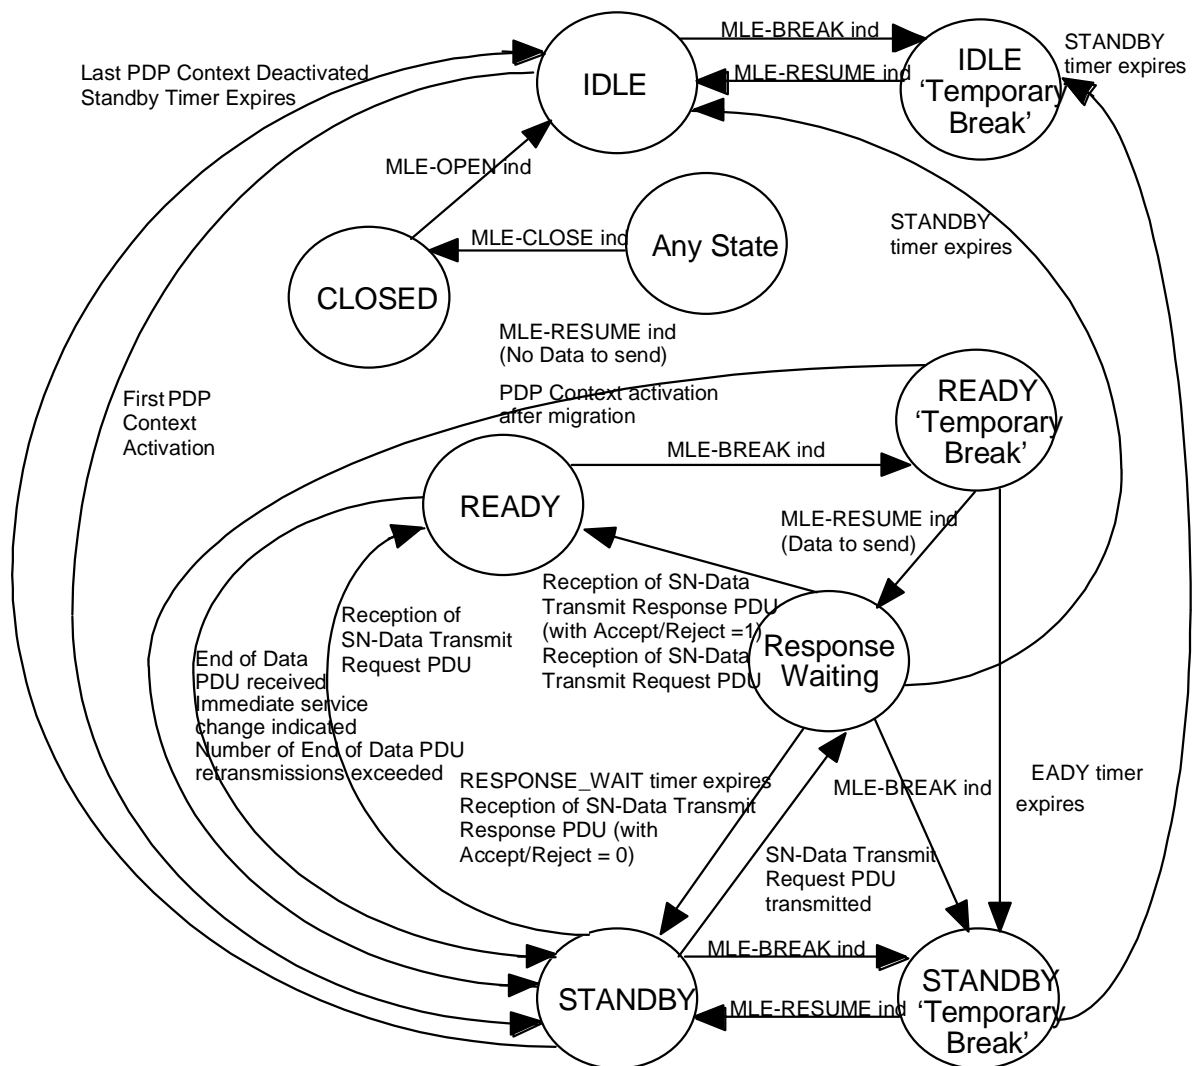 MLE-BREAK ind
STANDBY
timer expires
Last PDP Context Deactivated
Standby Timer Expires
IDLE
MLE-RESUME ind
IDLE
‘Temporary
Break’
MLE-OPEN ind
MLE-CLOSE ind
Any State
STANDBY
timer expires
CLOSED
MLE-RESUME ind
(No Data to send)
First PDP
Context
Activation
PDP Context activation
after migration
READY
‘Temporary
Break’
MLE-BREAK ind
READY
MLE-RESUME ind
(Data to send)
Reception of
SN-Data Transmit
Request PDU
Reception of SN-Data
Transmit Response PDU
(with Accept/Reject =1)
Reception of SN-Data
Transmit Request PDU
Response
Waiting
End of Data
PDU received
Immediate service
change indicated
Number of End of Data PDU
retransmissions exceeded
RESPONSE_WAIT timer expires
Reception of SN-Data Transmit
Response PDU (with
Accept/Reject = 0)
MLE-BREAK ind
EADY timer
expires
SN-Data Transmit
Request PDU
transmitted
MLE-BREAK ind
STANDBY
MLE-RESUME ind
STANDBY
‘Temporary
Break’